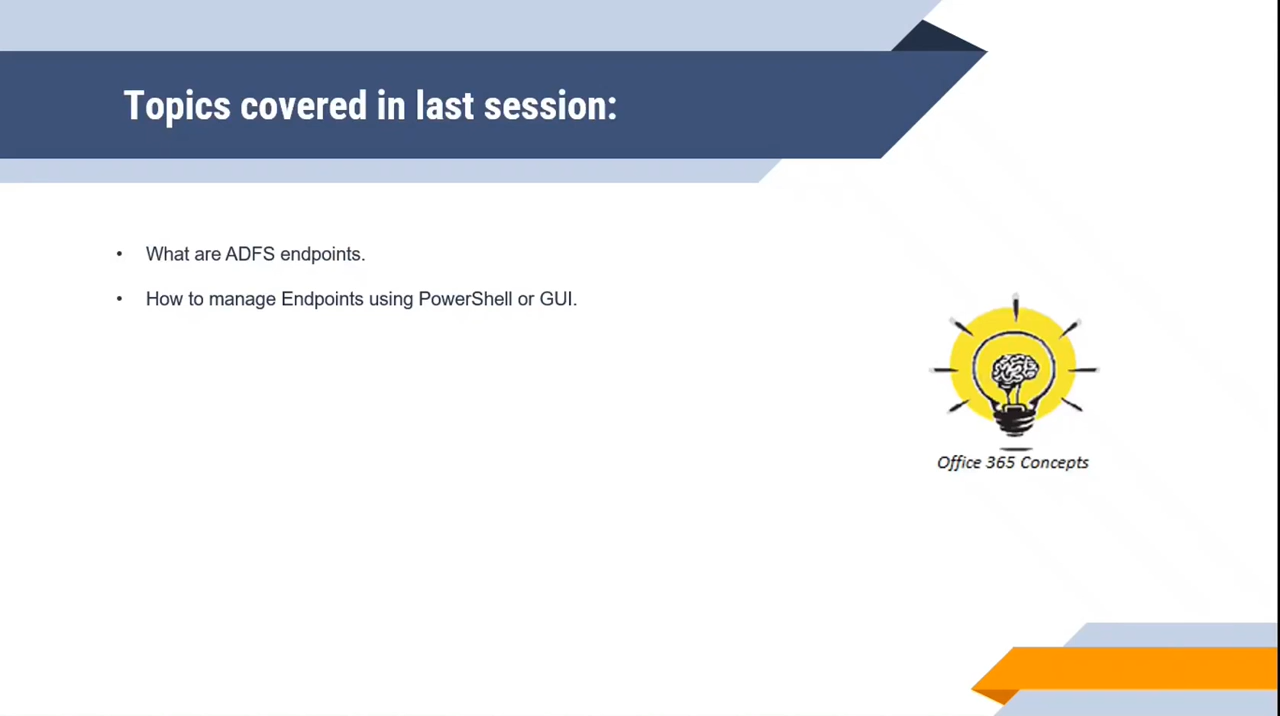 Topics covered in last session:
• What are ADFS endpoints.
• How to manage Endpoints using PowerShell or GUI.
Office 365 Concepts